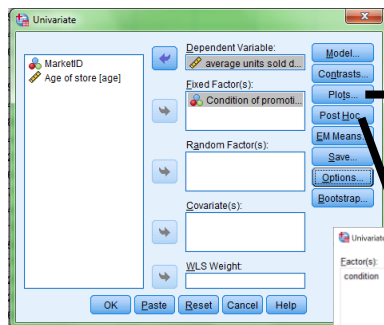 Univariate
MarketID
Age of store [age]
Dependent Variable:
average units sold d...
Fixed Factor(s):
Condition of promoti...
Random Factor(s):
Covariate(s):
WLS Weight:
Model...
Contrasts...
Plots...
Post Hoc...
EM Means...
Save...
Options...
Bootstrap...
OK Paste Reset Cancel Help
Univariate
Factor(s):
condition